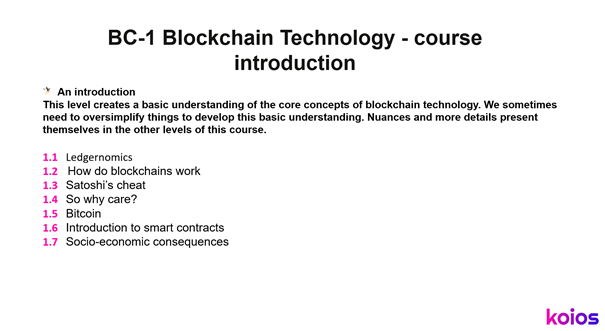 BC-1 Blockchain Technology - course
introduction
An introduction
This level creates a basic understanding of the core concepts of blockchain technology. We sometimes
need to oversimplify things to develop this basic understanding. Nuances and more details present
themselves in the other levels of this course.
1.1 Ledgernomics
1.2 How do blockchains work
1.3 Satoshi's cheat
1.4 So why care?
1.5 Bitcoin
1.6 Introduction to smart contracts
1.7 Socio-economic consequences
koios